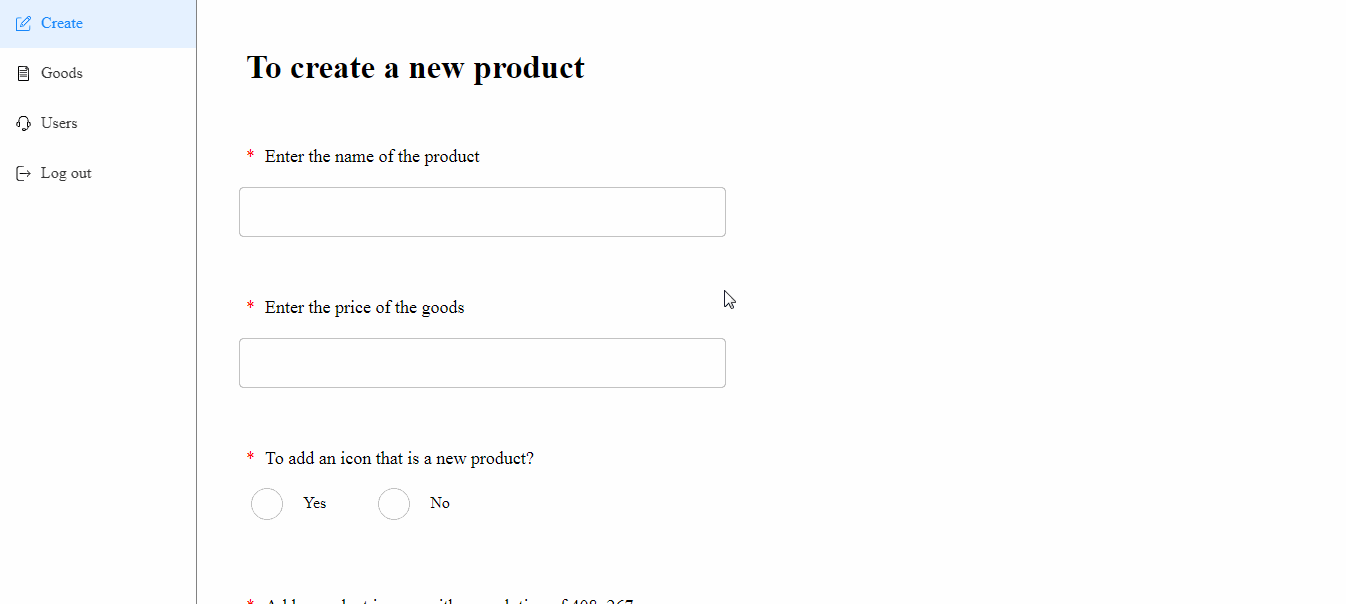 Create
Goods
Users
Log out
To create a new product
* Enter the name of the product
* Enter the price of the goods
* To add an icon that is a new product?
Yes No